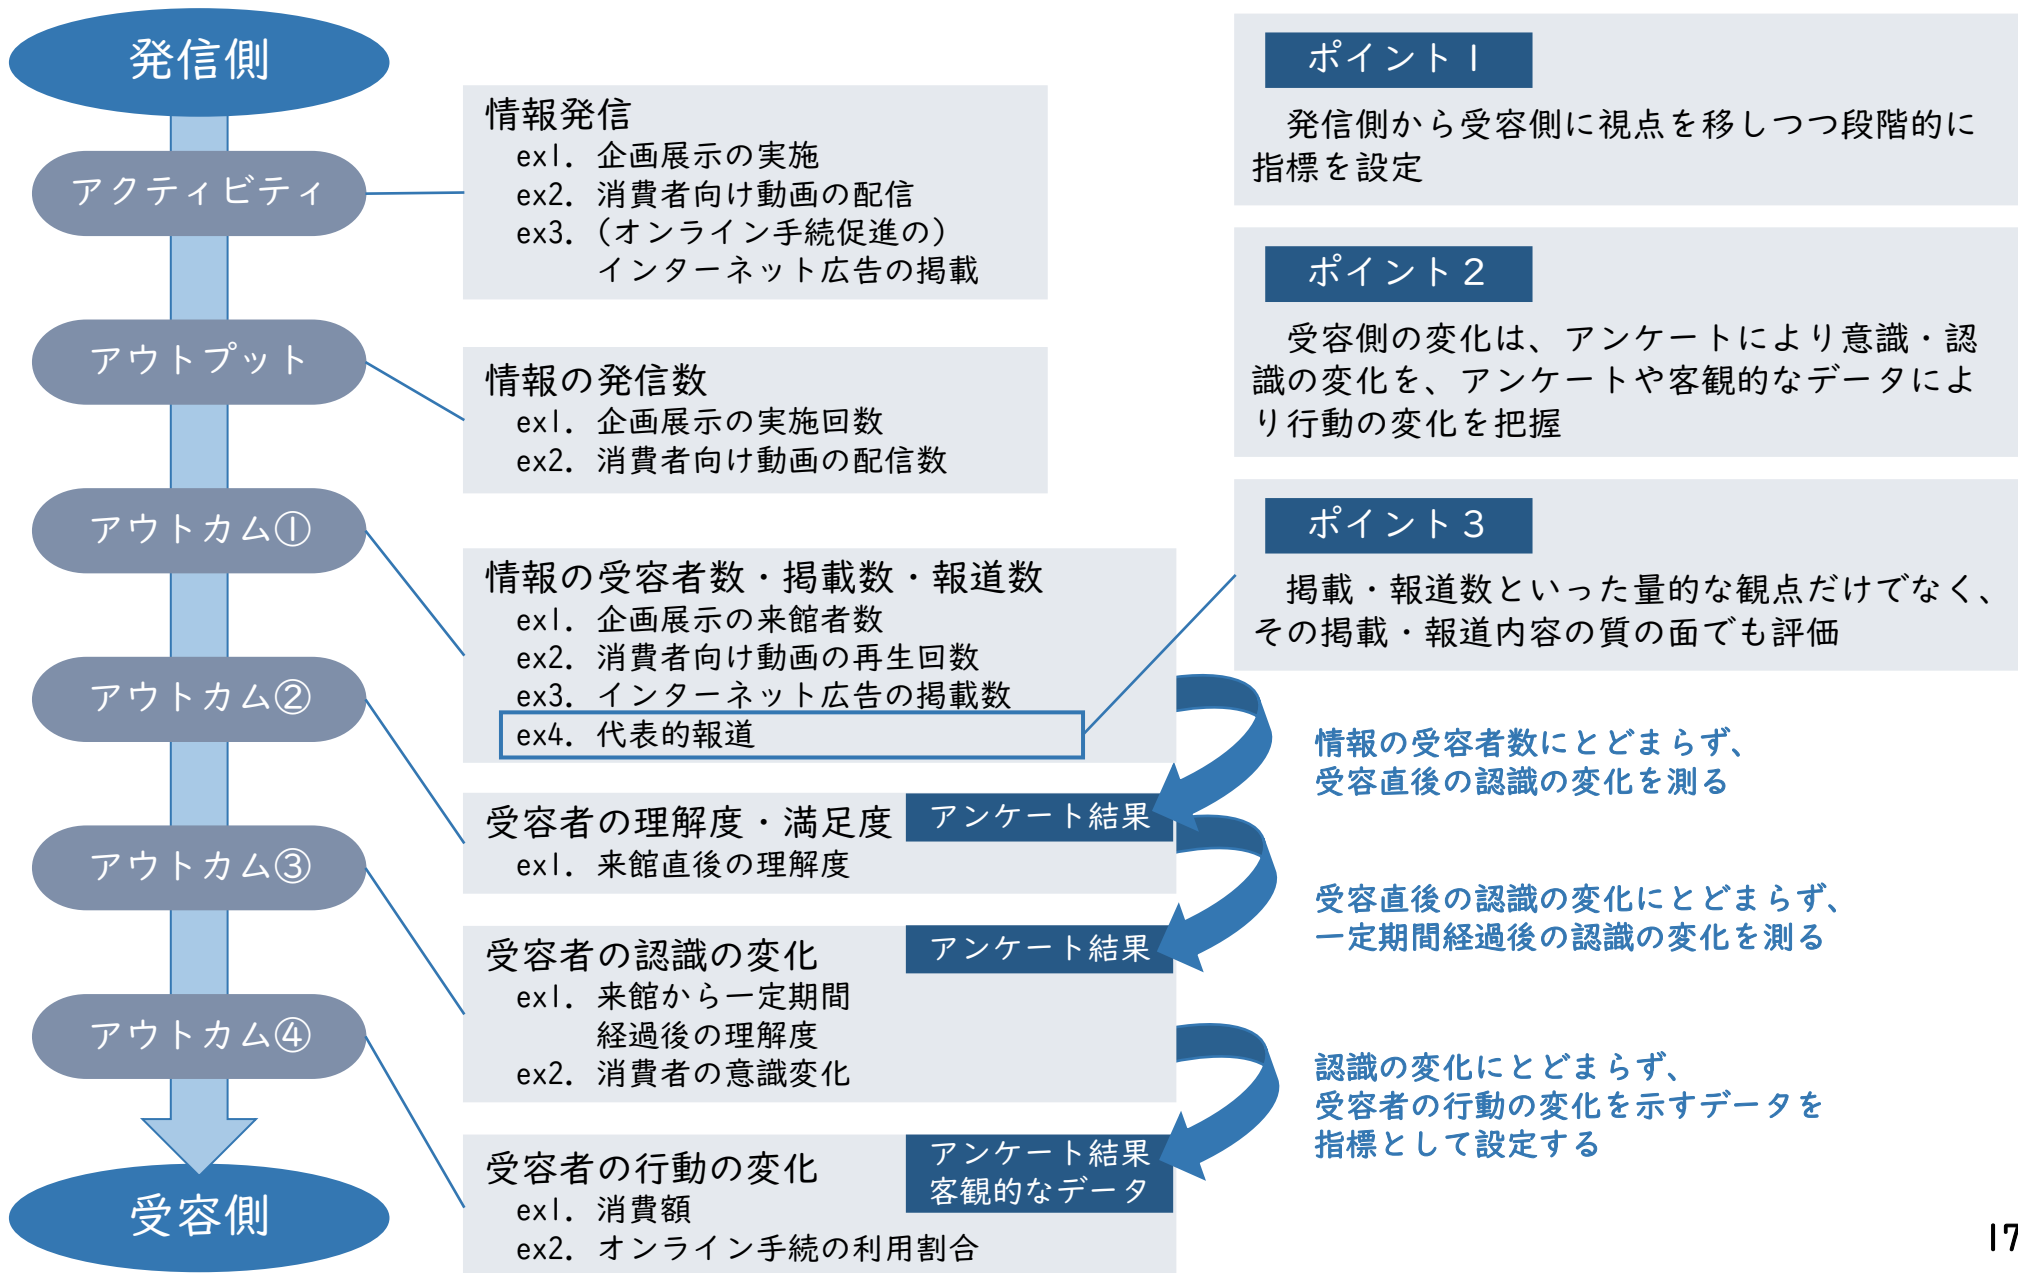 発信側
アクティビティ
アウトプット
アウトカム①
アウトカム②
アウトカム③
アウトカム④
受容側
情報発信
ex1. 企画展示の実施
ex2. 消費者向け動画の配信
ex3. (オンライン手続促進の)
インターネット広告の掲載
情報の発信数
ex1. 企画展示の実施回数
ex2. 消費者向け動画の配信数
情報の受容者数・掲載数・報道数
ex1. 企画展示の来館者数
ex2. 消費者向け動画の再生回数
ex3. インターネット広告の掲載数
ex4. 代表的報道
受容者の理解度・満足度
アンケート結果
ex1. 来館直後の理解度
受容者の認識の変化
アンケート結果
ex1. 来館から一定期間
経過後の理解度
ex2. 消費者の意識変化
受容者の行動の変化
アンケート結果
客観的なデータ
ex1. 消費額
ex2. オンライン手続の利用割合
ポイント1
発信側から受容側に視点を移しつつ段階的に
指標を設定
ポイント2
受容側の変化は、アンケートにより意識・認
識の変化を、アンケートや客観的なデータによ
り行動の変化を把握
ポイント3
掲載・報道数といった量的な観点だけでなく、
その掲載・報道内容の質の面でも評価
情報の受容者数にとどまらず、
受容直後の認識の変化を測る
受容直後の認識の変化にとどまらず、
一定期間経過後の認識の変化を測る
認識の変化にとどまらず、
受容者の行動の変化を示すデータを
指標として設定する
17